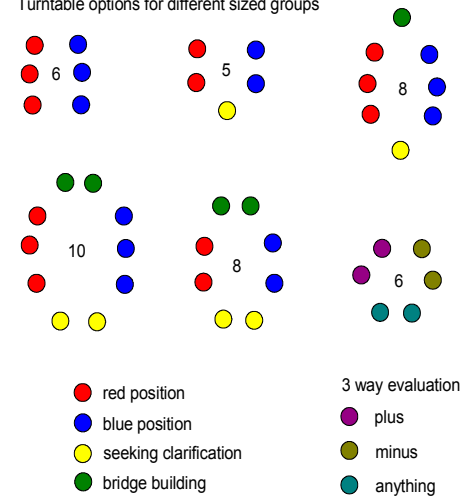 Turntable options for different sized groups
6
5
8
10
8
6
red position
blue position
seeking clarification
bridge building
3 way evaluation
plus
minus
anything